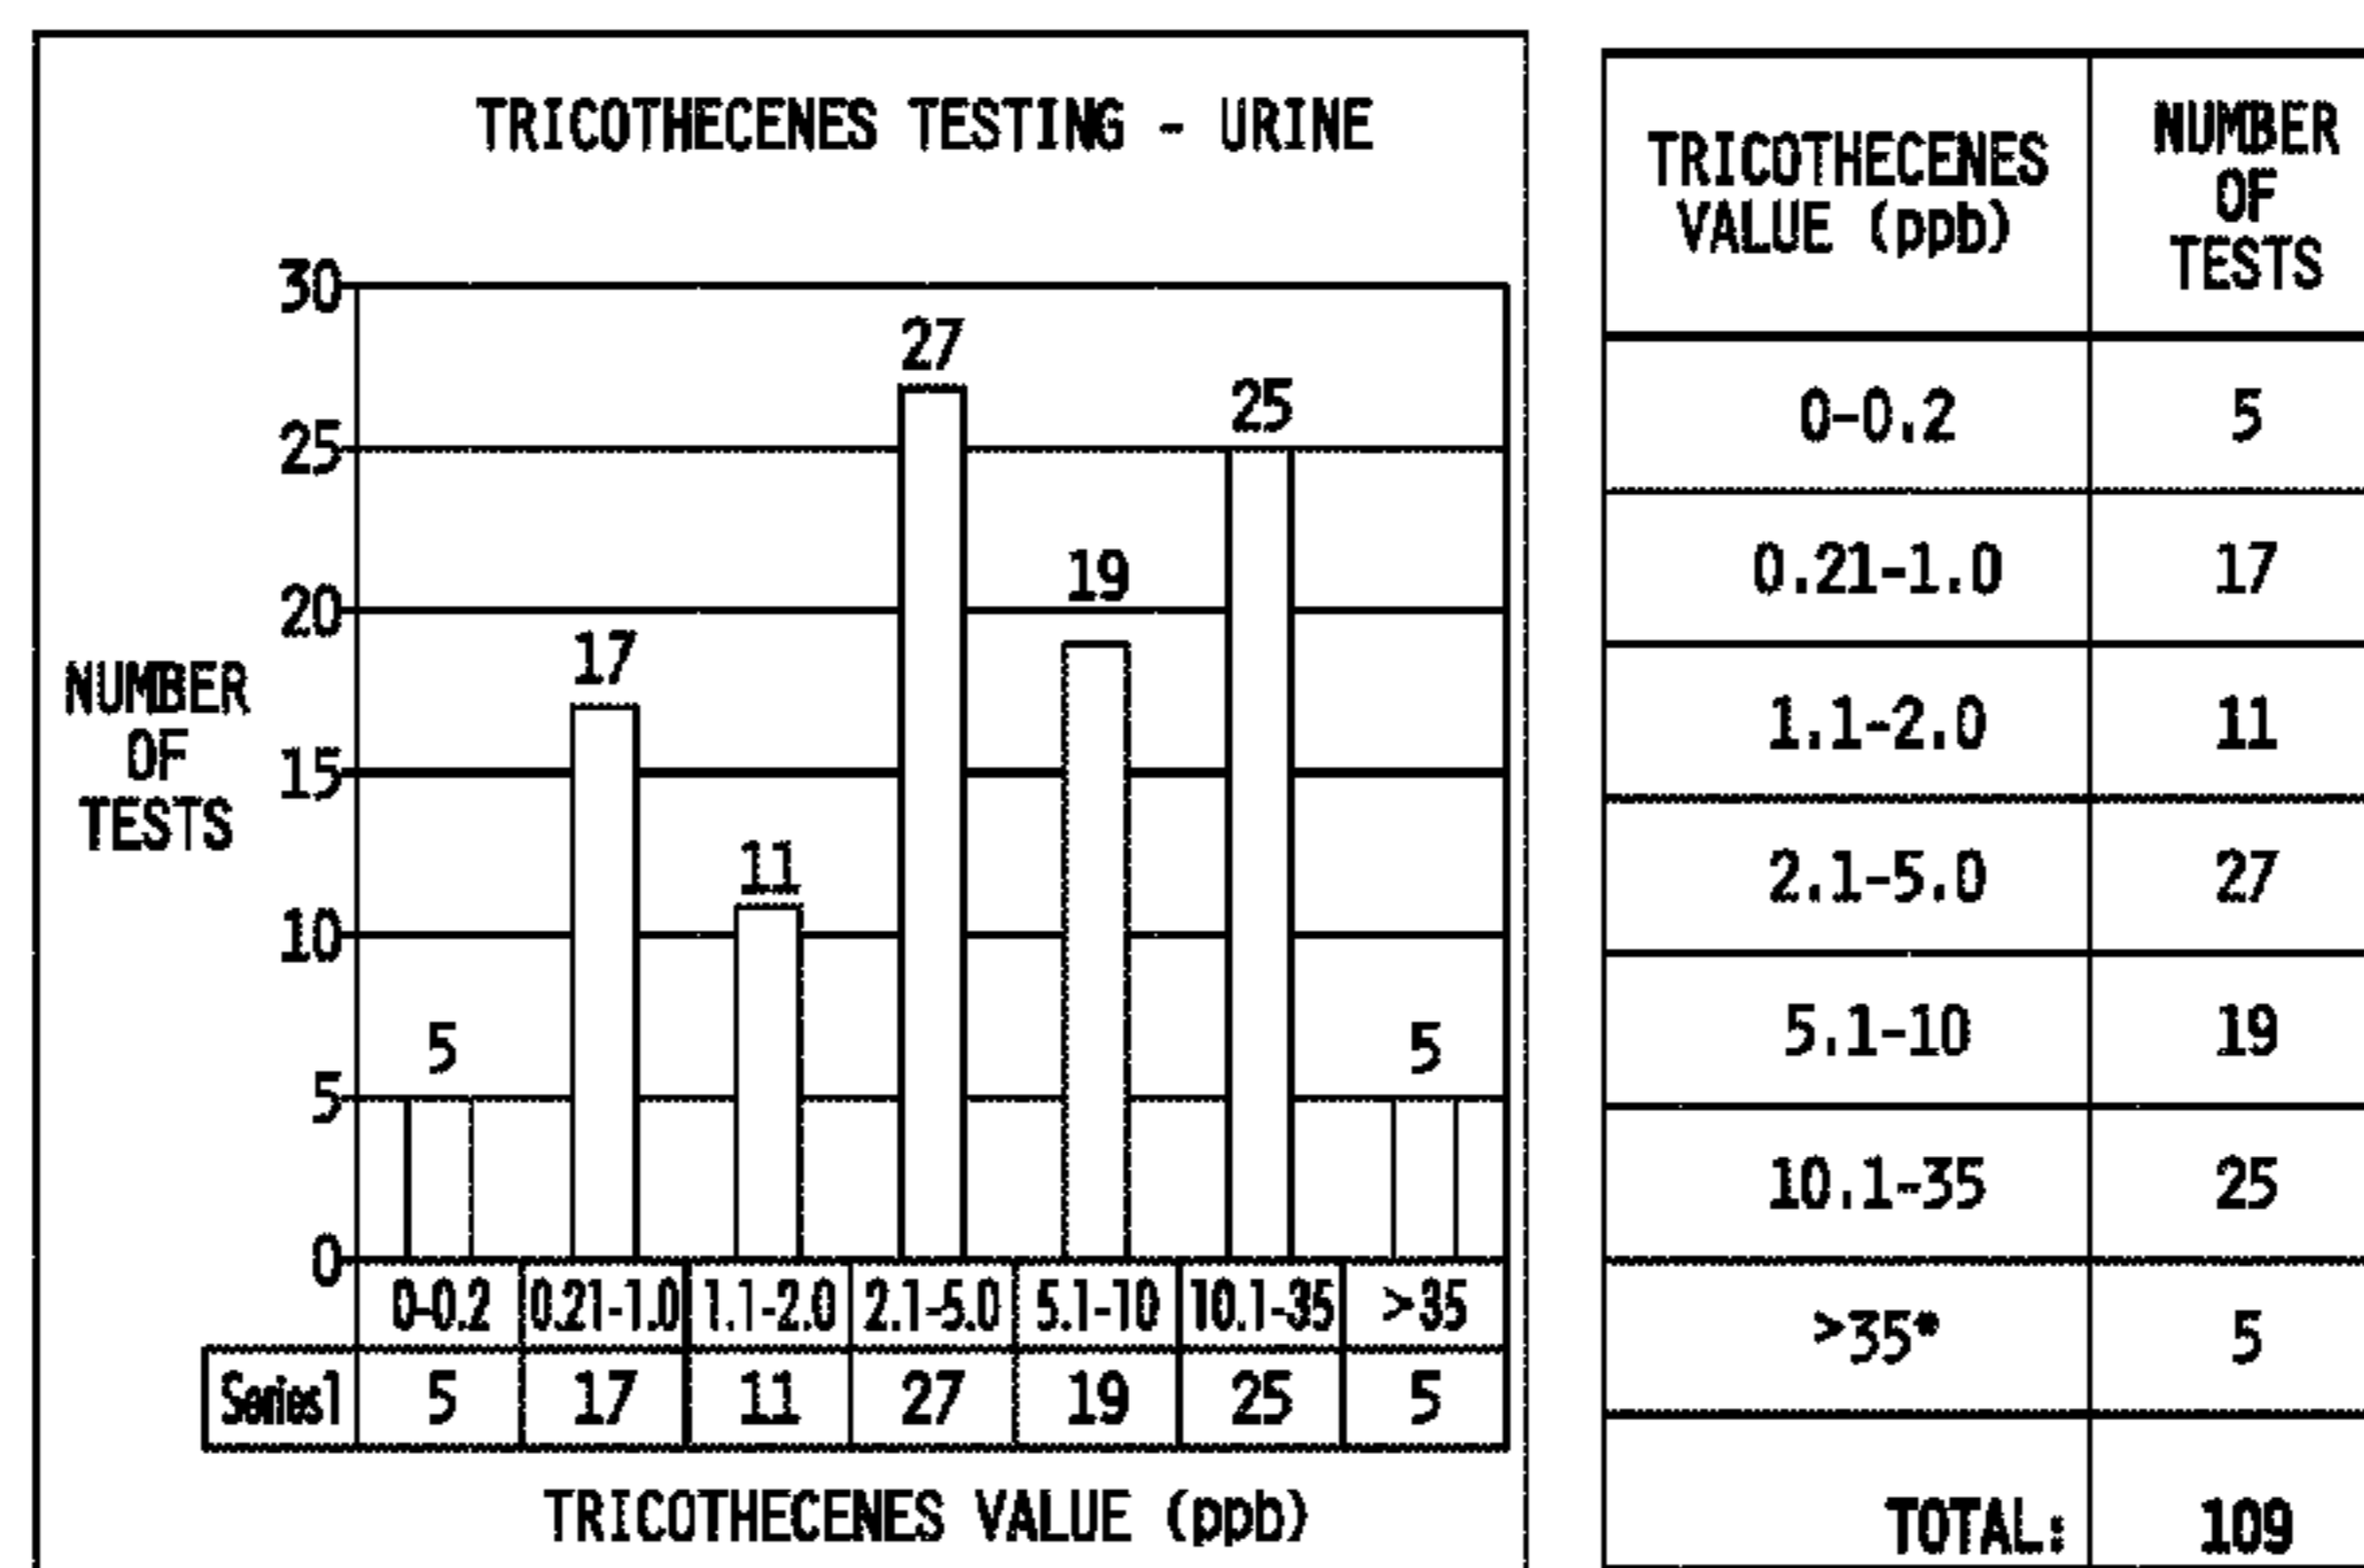 TRICOTHECENES TESTING - URINE
30
25
20
15
10
5
0
NUMBER
OF
TESTS
5
17
11
27
19
25
5
0-0.2 0.21-1.0 1.1-2.0 2.1-5.0 5.1-10 10.1-35 >35
Series1 5 17 11 27 19 25 5
TRICOTHECENES VALUE (ppb)
TRICOTHECENES
VALUE (ppb)
NUMBER
OF
TESTS
0-0.2 5
0.21-1.0 17
1.1-2.0 11
2.1-5.0 27
5.1-10 19
10.1-35 25
>35* 5
TOTAL: 109